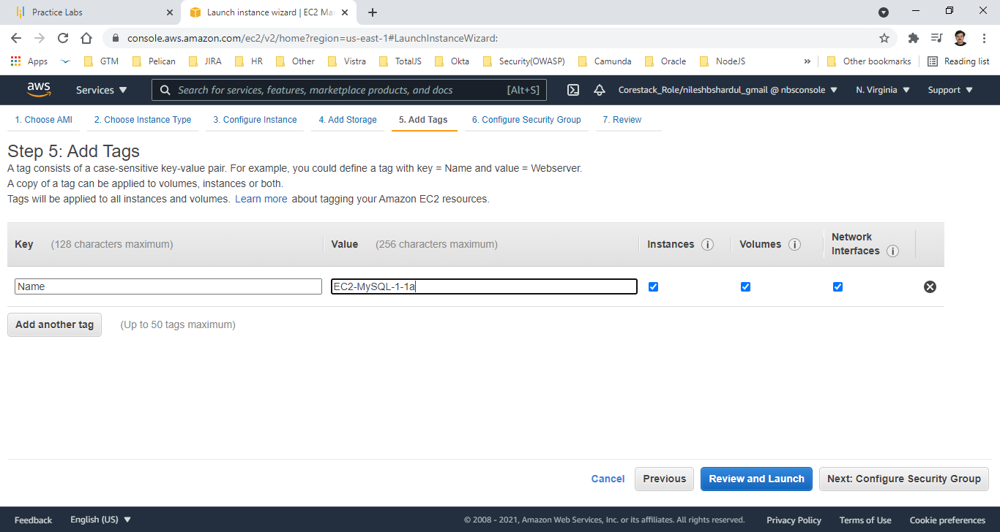 Practice Labs
Launch instance wizard | EC2 Mar
console.aws.amazon.com/ec2/v2/home?region=us-east-1#LaunchInstanceWizard:
Apps GTM Pelican JIRA HR Other Vistra TotalJS Okta Security(OWASP) Camunda Oracle NodeJS » Other bookmarks Reading list
aws Services Search for services, features, marketplace products, and docs [Alt+S] Corestack_Role/nileshbshardul_gmail @ nbsconsole N. Virginia Support
1. Choose AMI 2. Choose Instance Type 3. Configure Instance 4. Add Storage 5. Add Tags 6. Configure Security Group 7. Review
Step 5: Add Tags
A tag consists of a case-sensitive key-value pair. For example, you could define a tag with key = Name and value = Webserver.
A copy of a tag can be applied to volumes, instances or both.
Tags will be applied to all instances and volumes. Learn more about tagging your Amazon EC2 resources.
Key (128 characters maximum) Value (256 characters maximum) Instances i Volumes i Network Interfaces i
Name EC2-MySQL-1-1a
Add another tag (Up to 50 tags maximum)
Cancel Previous Review and Launch Next: Configure Security Group
Feedback English (US) © 2008 - 2021, Amazon Web Services, Inc. or its affiliates. All rights reserved. Privacy Policy Terms of Use Cookie preferences